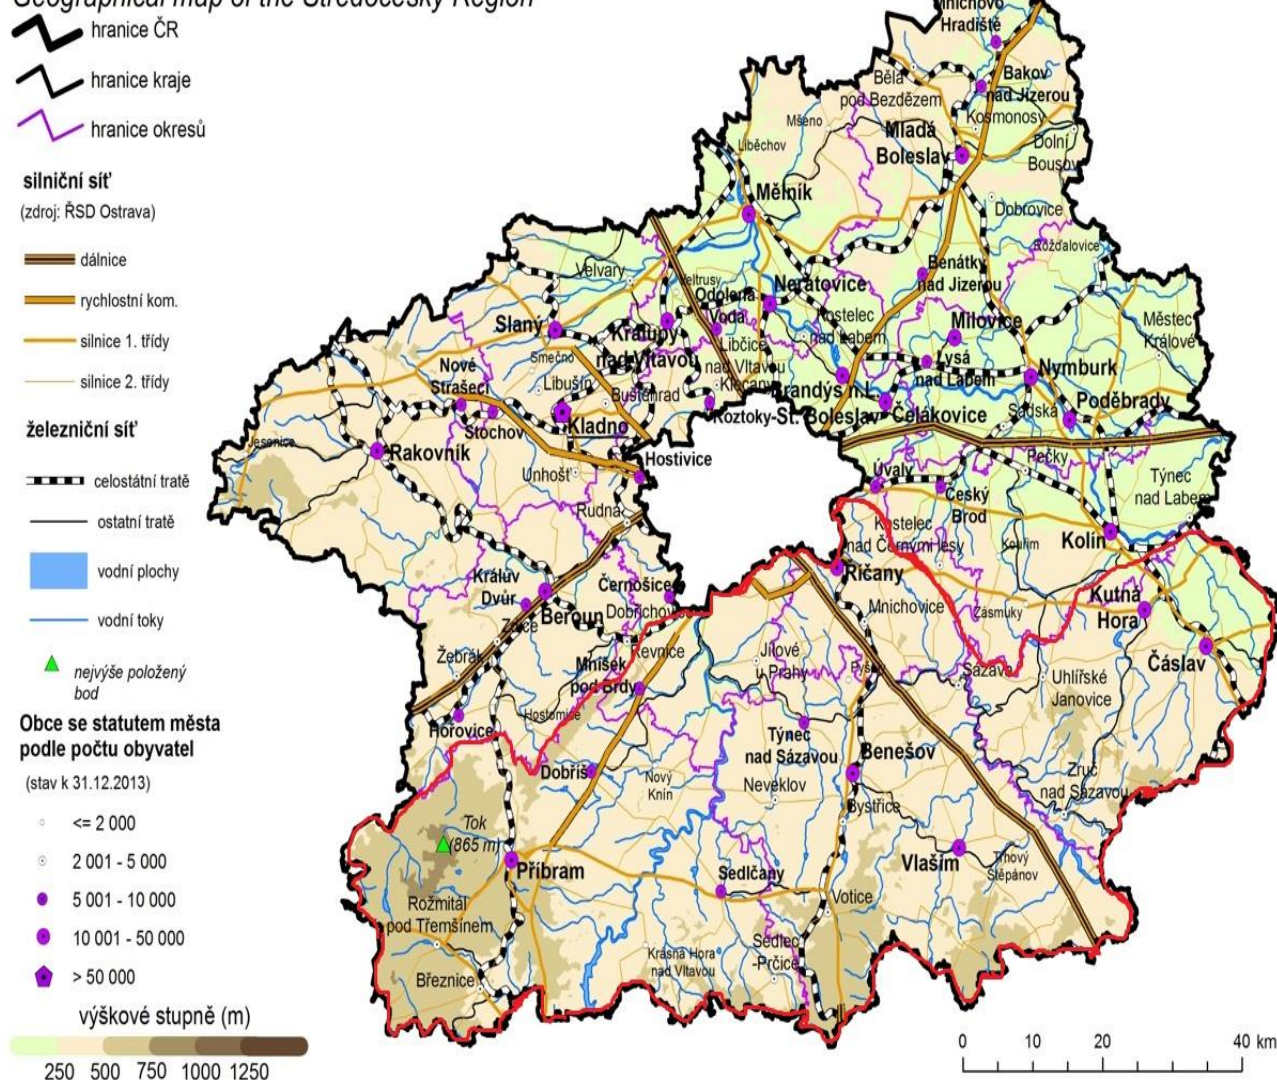 Geographical map of the Středočeský Region
hranice ČR
hranice kraje
hranice okresů
silniční síť
(zdroj: ŘSD Ostrava)
dálnice
rychlostní kom.
silnice 1. třídy
silnice 2. třídy
železniční síť
celostátní tratě
ostatní tratě
vodní plochy
vodní toky
nejvýše položený
bod
Obce se statutem města
podle počtu obyvatel
(stav k 31.12.2013)
<= 2 000
2 001 - 5 000
5 001 - 10 000
10 001 - 50 000
> 50 000
výškové stupně (m)
250 500 750 1000 1250
Mnichovo
Hradiště
Bakov
nad Jizerou
Bělá
pod Bezdězem
Kosmonosy
Mšeno
Mladá
Boleslav
Dolní
Bousov
Liběchov
Mělník
Dobrovice
Rožďalovice
Velvary
Veltrusy
Benátky
nad Jizerou
Neratovice
Odolena
Voda
Slaný
Kralupy
nad Vltavou
Kostelec
nad Labem
Milovice
Městec
Králové
Libčice
nad Vltavou
Lysá
nad Labem
Smečno
Nové
Strašecí
Libušín
Buštěhrad
Klecany
Brandýs n.L.
-St. Boleslav
Nymburk
Poděbrady
Sadská
Čelákovice
Roztoky
Stochov
Kladno
Jesenice
Rakovník
Hostivice
Unhošť
Pečky
Úvaly
Český
Brod
Týnec
nad Labem
Rudná
Kostelec
nad Černými lesy
Kouřim
Kolín
Králův
Dvůr
Beroun
Černošice
Dobřichovice
Říčany
Mnichovice
Zásmuky
Kutná
Hora
Zdice
Žebrák
Řevnice
Mníšek
pod Brdy
Jílové
u Prahy
Pyšely
Sázava
Čáslav
Uhlířské
Janovice
Hostomice
Hořovice
Týnec
nad Sázavou
Benešov
Dobříš
Nový
Knín
Neveklov
Bystřice
Zruč
nad Sázavou
Tok
(865 m)
Příbram
Vlašim
Trhový
Štěpánov
Sedlčany
Votice
Rožmitál
pod Třemšínem
Krásná Hora
nad Vltavou
Sedlec
-Prčice
Březnice
0 10 20 40 km